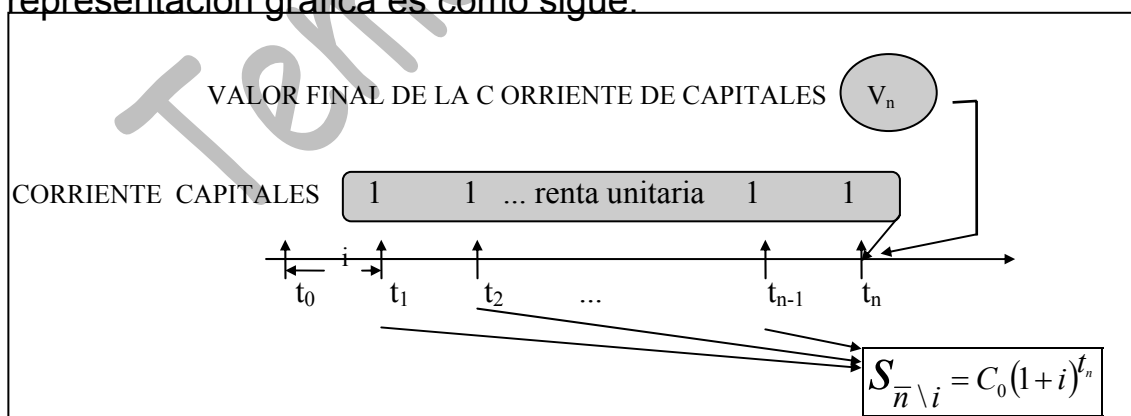 representación gráfica es como sigue:
Tem
VALOR FINAL DE LA C ORRIENTE DE CAPITALES Vₙ
CORRIENTE CAPITALES 1 1 ... renta unitaria 1 1
i
t₀ t₁ t₂ ... tₙ₋₁ tₙ
S n̅ \ i = C₀(1+i)^tₙ